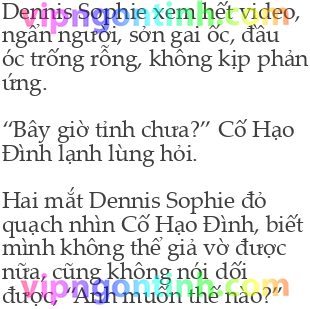 Dennis Sophie xem hết video,
vipngontinh.com
ngẩn người, sởn gai ốc, đầu
óc trống rỗng, không kịp phản
ứng.
“Bây giờ tỉnh chưa?” Cố Hạo
Đình lạnh lùng hỏi.
Hai mắt Dennis Sophie đỏ
quạch nhìn Cố Hạo Đình, biết
mình không thể giả vờ được
nữa, cũng không nói dối
vipngontinh.com
được, “Anh muốn thế nào?”